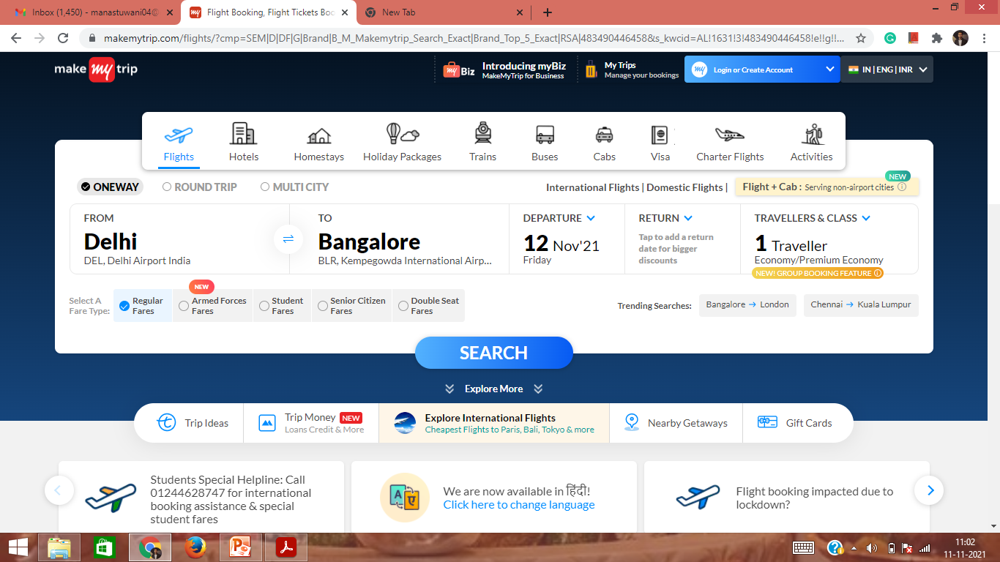 Inbox (1,450) - manastuwani04@
Flight Booking, Flight Tickets Boo
New Tab
makemytrip.com/flights/?cmp=SEM|D|DF|G|Brand|B_M_Makemytrip_Search_Exact|Brand_Top_5_Exact|RSA|483490446458&s_kwcid=AL!1631!3!483490446458!e!!g!!...
make my trip
my Biz
Introducing myBiz
MakeMyTrip for Business
My Trips
Manage your bookings
my
Login or Create Account
IN | ENG | INR
Flights
Hotels
Homestays
Holiday Packages
Trains
Buses
Cabs
Visa
Charter Flights
Activities
ONEWAY
ROUND TRIP
MULTI CITY
International Flights | Domestic Flights |
NEW
Flight + Cab : Serving non-airport cities
FROM
Delhi
DEL, Delhi Airport India
TO
Bangalore
BLR, Kempegowda International Airp...
DEPARTURE
12 Nov'21
Friday
RETURN
Tap to add a return
date for bigger
discounts
TRAVELLERS & CLASS
1 Traveller
Economy/Premium Economy
NEW! GROUP BOOKING FEATURE
Select A
Fare Type:
Regular
Fares
NEW
Armed Forces
Fares
Student
Fares
Senior Citizen
Fares
Double Seat
Fares
Trending Searches:
Bangalore → London
Chennai → Kuala Lumpur
SEARCH
Explore More
Trip Ideas
Trip Money NEW
Loans Credit & More
Explore International Flights
Cheapest Flights to Paris, Bali, Tokyo & more
Nearby Getaways
Gift Cards
Students Special Helpline: Call
01244628747 for international
booking assistance & special
student fares
A ए
We are now available in हिंदी!
Click here to change language
Flight booking impacted due to
lockdown?
11:02
11-11-2021